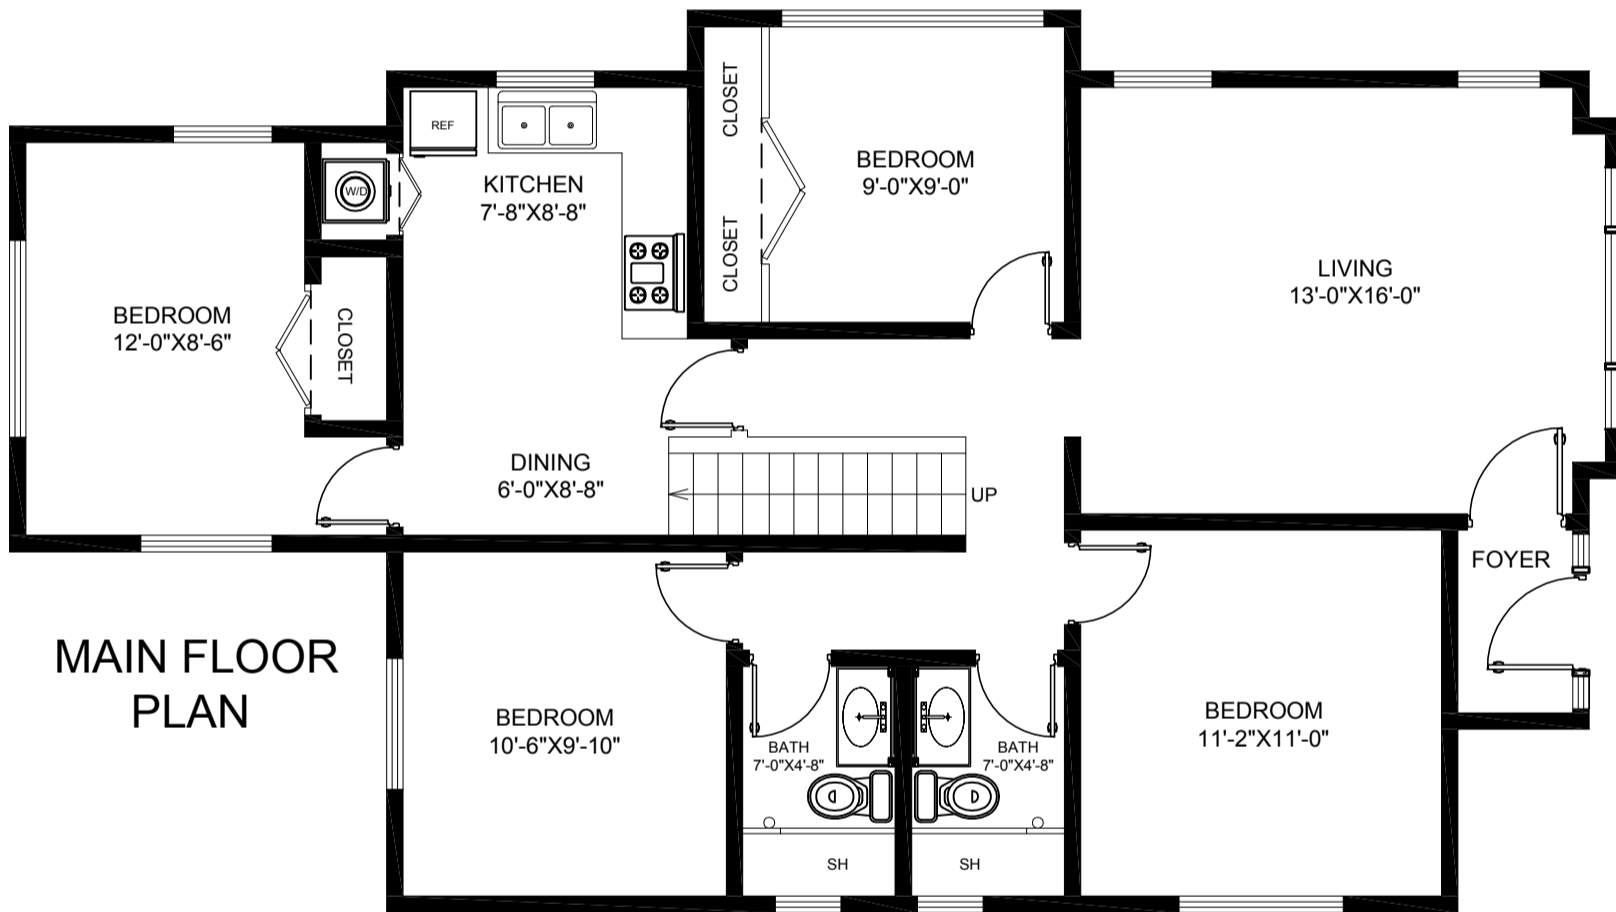 CLOSET
CLOSET
BEDROOM
9'-0"X9'-0"
REF
KITCHEN
7'-8"X8'-8"
W/D
LIVING
13'-0"X16'-0"
BEDROOM
12'-0"X8'-6"
CLOSET
DINING
6'-0"X8'-8"
UP
FOYER
MAIN FLOOR
PLAN
BEDROOM
10'-6"X9'-10"
BATH
7'-0"X4'-8"
BATH
7'-0"X4'-8"
BEDROOM
11'-2"X11'-0"
SH
SH